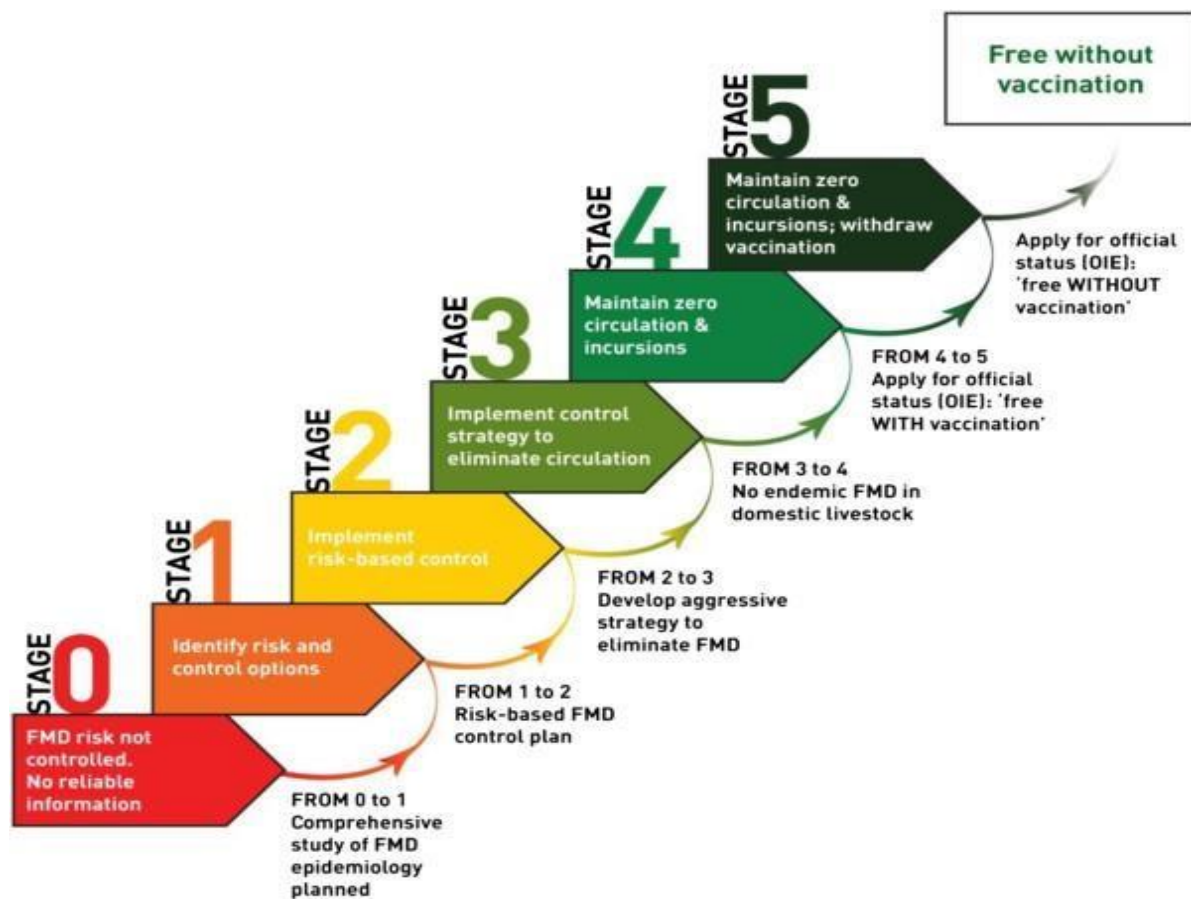 Free without
vaccination
STAGE 5
Maintain zero
circulation &
incursions; withdraw
vaccination
Apply for official
status (OIE):
‘free WITHOUT
vaccination’
STAGE 4
Maintain zero
circulation &
incursions
FROM 4 to 5
Apply for official
status (OIE): ‘free
WITH vaccination’
STAGE 3
Implement control
strategy to
eliminate circulation
FROM 3 to 4
No endemic FMD in
domestic livestock
STAGE 2
Implement
risk-based control
FROM 2 to 3
Develop aggressive
strategy to
eliminate FMD
STAGE 1
Identify risk and
control options
FROM 1 to 2
Risk-based FMD
control plan
STAGE 0
FMD risk not
controlled.
No reliable
information
FROM 0 to 1
Comprehensive
study of FMD
epidemiology
planned